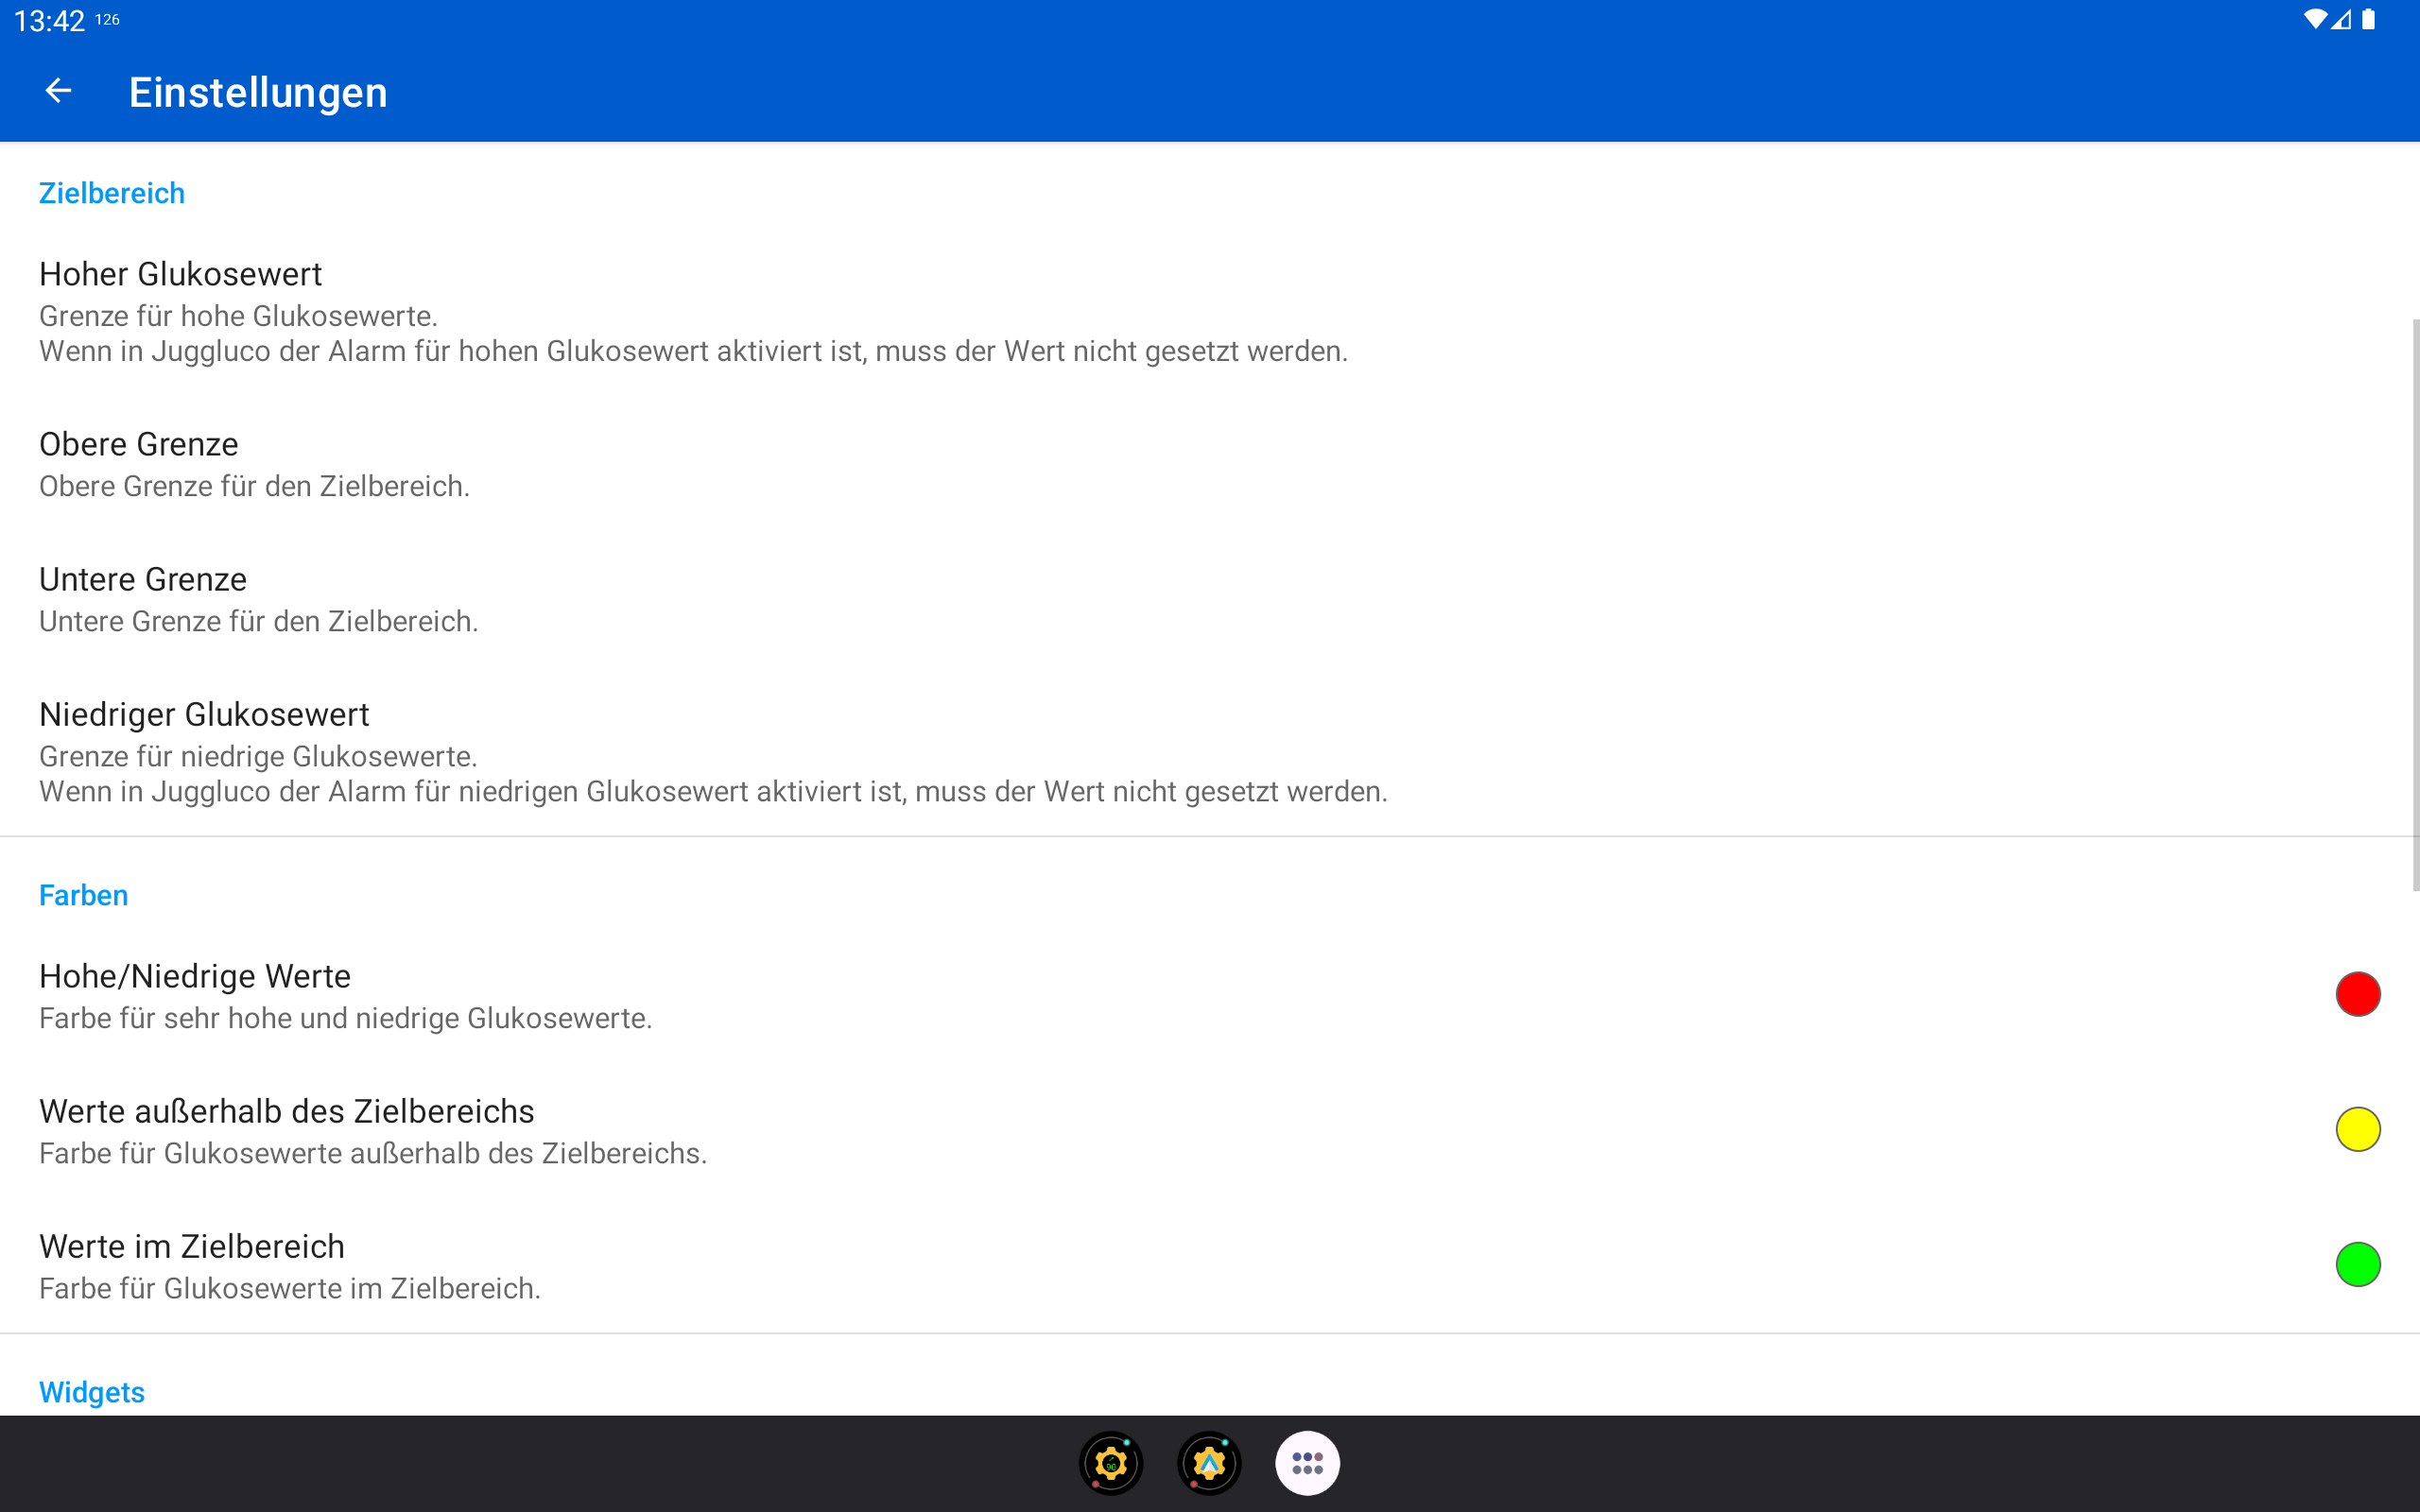 13:42 126
Einstellungen
Zielbereich
Hoher Glukosewert
Grenze für hohe Glukosewerte.
Wenn in Juggluco der Alarm für hohen Glukosewert aktiviert ist, muss der Wert nicht gesetzt werden.
Obere Grenze
Obere Grenze für den Zielbereich.
Untere Grenze
Untere Grenze für den Zielbereich.
Niedriger Glukosewert
Grenze für niedrige Glukosewerte.
Wenn in Juggluco der Alarm für niedrigen Glukosewert aktiviert ist, muss der Wert nicht gesetzt werden.
Farben
Hohe/Niedrige Werte
Farbe für sehr hohe und niedrige Glukosewerte.
Werte außerhalb des Zielbereichs
Farbe für Glukosewerte außerhalb des Zielbereichs.
Werte im Zielbereich
Farbe für Glukosewerte im Zielbereich.
Widgets
90